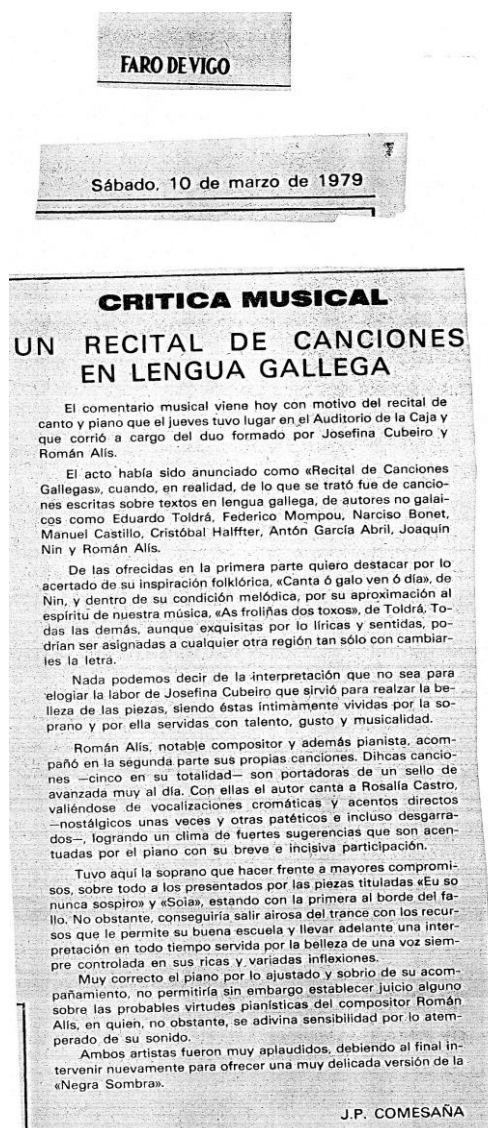 FARO DE VIGO
Sábado, 10 de marzo de 1979
CRITICA MUSICAL
UN RECITAL DE CANCIONES
EN LENGUA GALLEGA
El comentario musical viene hoy con motivo del recital de
canto y piano que el jueves tuvo lugar en el Auditorio de la Caja y
que corrió a cargo del duo formado por Josefina Cubeiro y
Román Alís.
El acto había sido anunciado como «Recital de Canciones
Gallegas», cuando, en realidad, de lo que se trató fue de cancio-
nes escritas sobre textos en lengua gallega, de autores no galai-
cos como Eduardo Toldrá, Federico Mompou, Narciso Bonet,
Manuel Castillo, Cristóbal Halffter, Antón García Abril, Joaquín
Nin y Román Alís.
De las ofrecidas en la primera parte quiero destacar por lo
acertado de su inspiración folklórica, «Canta ó galo ven ó día», de
Nin, y dentro de su condición melódica, por su aproximación al
espíritu de nuestra música, «As froliñas dos toxos», de Toldrá, To-
das las demás, aunque exquisitas por lo líricas y sentidas, po-
drían ser asignadas a cualquier otra región tan sólo con cambiar-
les la letra.
Nada podemos decir de la interpretación que no sea para
elogiar la labor de Josefina Cubeiro que sirvió para realzar la be-
lleza de las piezas, siendo éstas íntimamente vividas por la so-
prano y por ella servidas con talento, gusto y musicalidad.
Román Alís, notable compositor y además pianista, acom-
pañó en la segunda parte sus propias canciones. Dihcas cancio-
nes —cinco en su totalidad— son portadoras de un sello de
avanzada muy al día. Con ellas el autor canta a Rosalía Castro,
valiéndose de vocalizaciones cromáticas y acentos directos
—nostálgicos unas veces y otras patéticos e incluso desgarra-
dos—, logrando un clima de fuertes sugerencias que son acen-
tuadas por el piano con su breve e incisiva participación.
Tuvo aquí la soprano que hacer frente a mayores compromi-
sos, sobre todo a los presentados por las piezas tituladas «Eu so
nunca sospiro» y «Soia», estando con la primera al borde del fa-
llo. No obstante, conseguiría salir airosa del trance con los recur-
sos que le permite su buena escuela y llevar adelante una inter-
pretación en todo tiempo servida por la belleza de una voz siem-
pre controlada en sus ricas y variadas inflexiones.
Muy correcto el piano por lo ajustado y sobrio de su acom-
pañamiento, no permitiría sin embargo establecer juicio alguno
sobre las probables virtudes pianísticas del compositor Román
Alís, en quien, no obstante, se adivina sensibilidad por lo atem-
perado de su sonido.
Ambos artistas fueron muy aplaudidos, debiendo al final in-
tervenir nuevamente para ofrecer una muy delicada versión de la
«Negra Sombra».
J.P. COMESAÑA